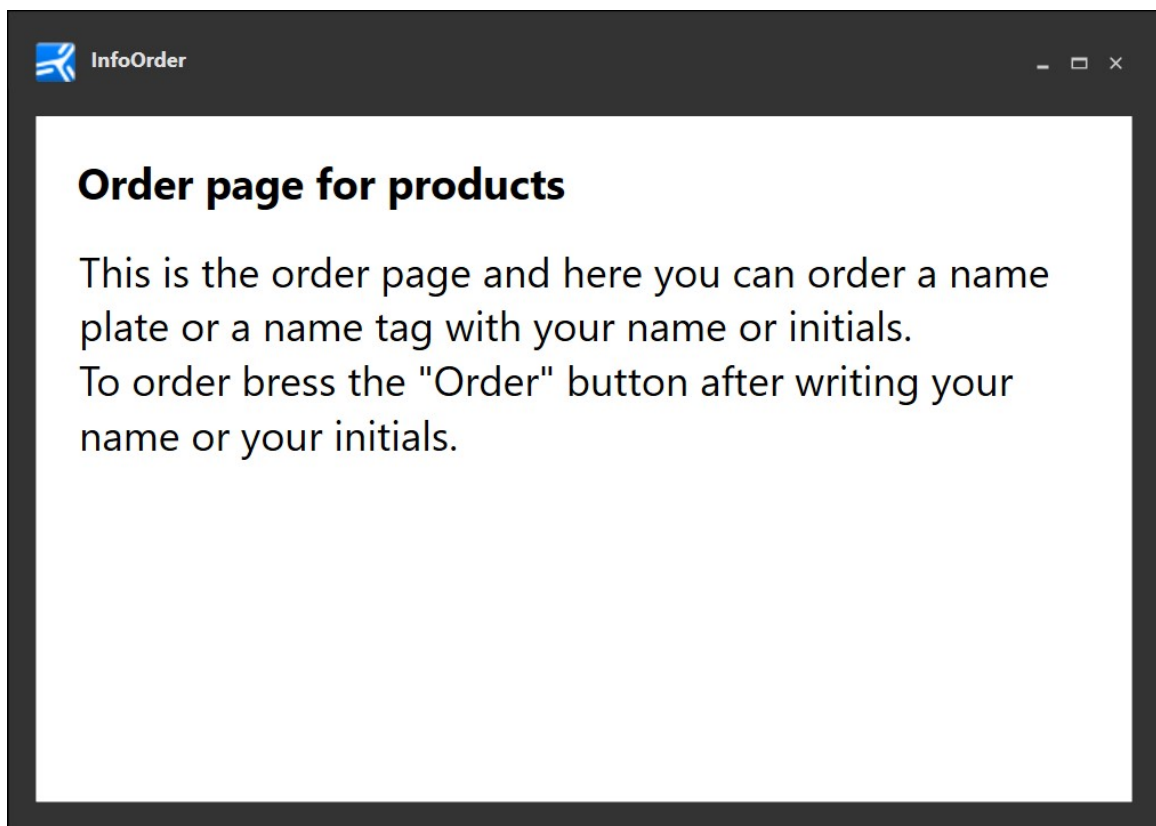 InfoOrder
Order page for products
This is the order page and here you can order a name
plate or a name tag with your name or initials.
To order bress the "Order" button after writing your
name or your initials.